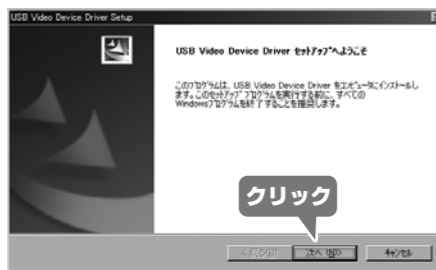 USB Video Device Driver Setup
USB Video Device Driver ｾｯﾄｱｯﾌﾟへようこそ
このﾌﾟﾛｸﾞﾗﾑは、USB Video Device Driver をｺﾝﾋﾟｭｰﾀにｲﾝｽﾄｰﾙし
ます。このｾｯﾄｱｯﾌﾟ ﾌﾟﾛｸﾞﾗﾑを実行する前に、すべての
Windowsﾌﾟﾛｸﾞﾗﾑを終了することを推奨します。
クリック
< 戻る(B) 次へ (N)> ｷｬﾝｾﾙ